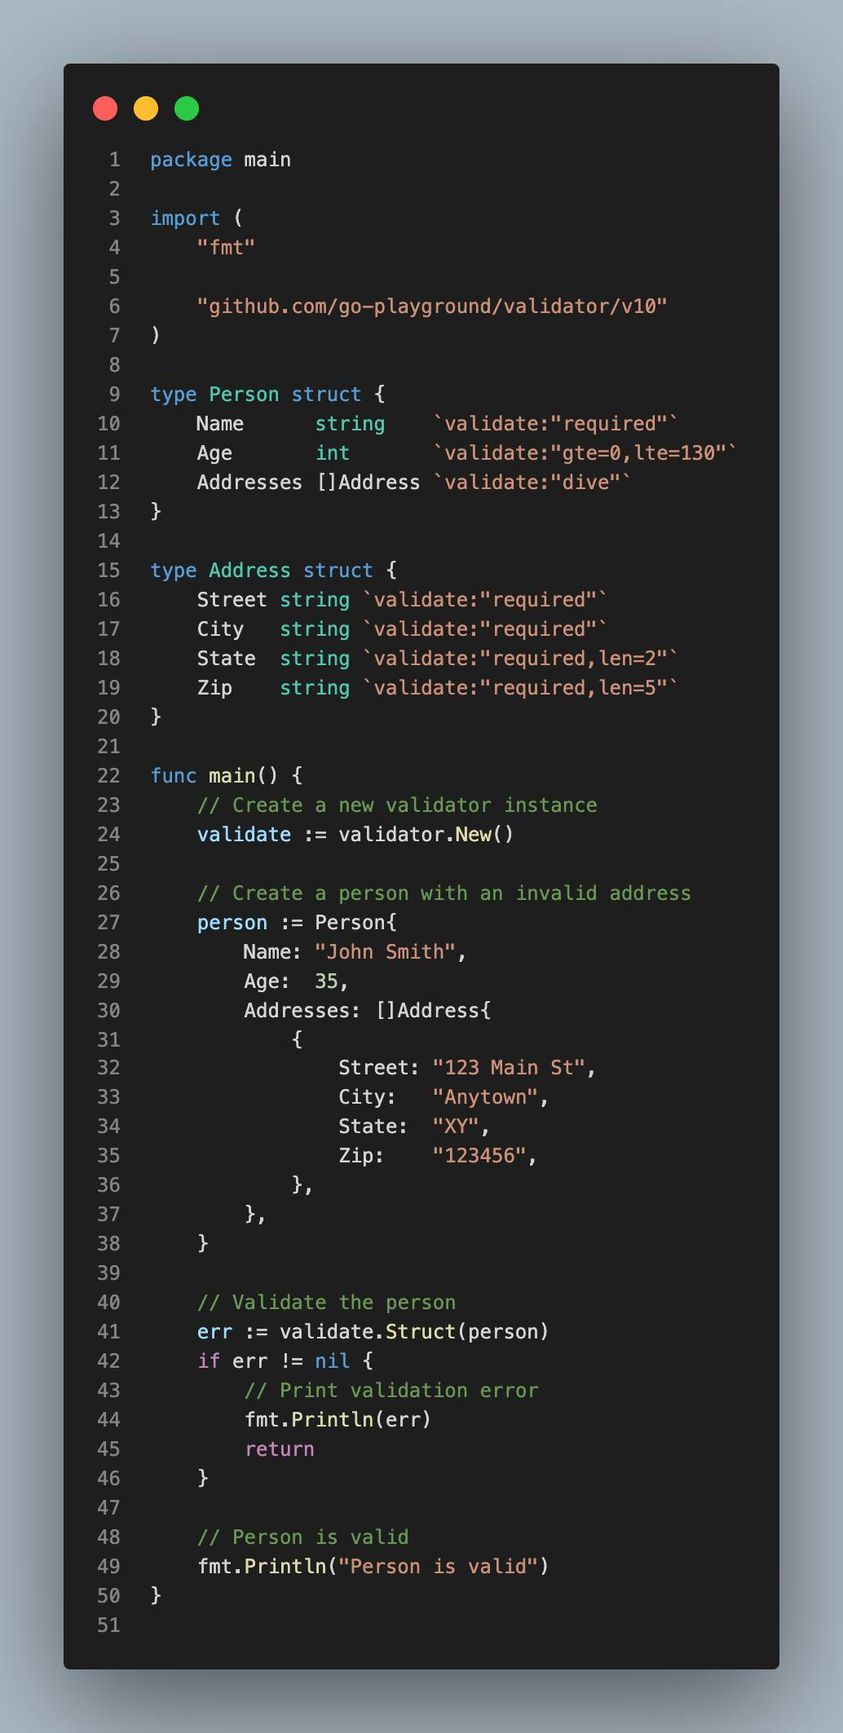 1 package main
2
3 import (
4     "fmt"
5
6     "github.com/go-playground/validator/v10"
7 )
8
9 type Person struct {
10     Name      string    `validate:"required"`
11     Age       int       `validate:"gte=0,lte=130"`
12     Addresses []Address `validate:"dive"`
13 }
14
15 type Address struct {
16     Street string `validate:"required"`
17     City   string `validate:"required"`
18     State  string `validate:"required,len=2"`
19     Zip    string `validate:"required,len=5"`
20 }
21
22 func main() {
23     // Create a new validator instance
24     validate := validator.New()
25
26     // Create a person with an invalid address
27     person := Person{
28         Name: "John Smith",
29         Age:  35,
30         Addresses: []Address{
31             {
32                 Street: "123 Main St",
33                 City:   "Anytown",
34                 State:  "XY",
35                 Zip:    "123456",
36             },
37         },
38     }
39
40     // Validate the person
41     err := validate.Struct(person)
42     if err != nil {
43         // Print validation error
44         fmt.Println(err)
45         return
46     }
47
48     // Person is valid
49     fmt.Println("Person is valid")
50 }
51